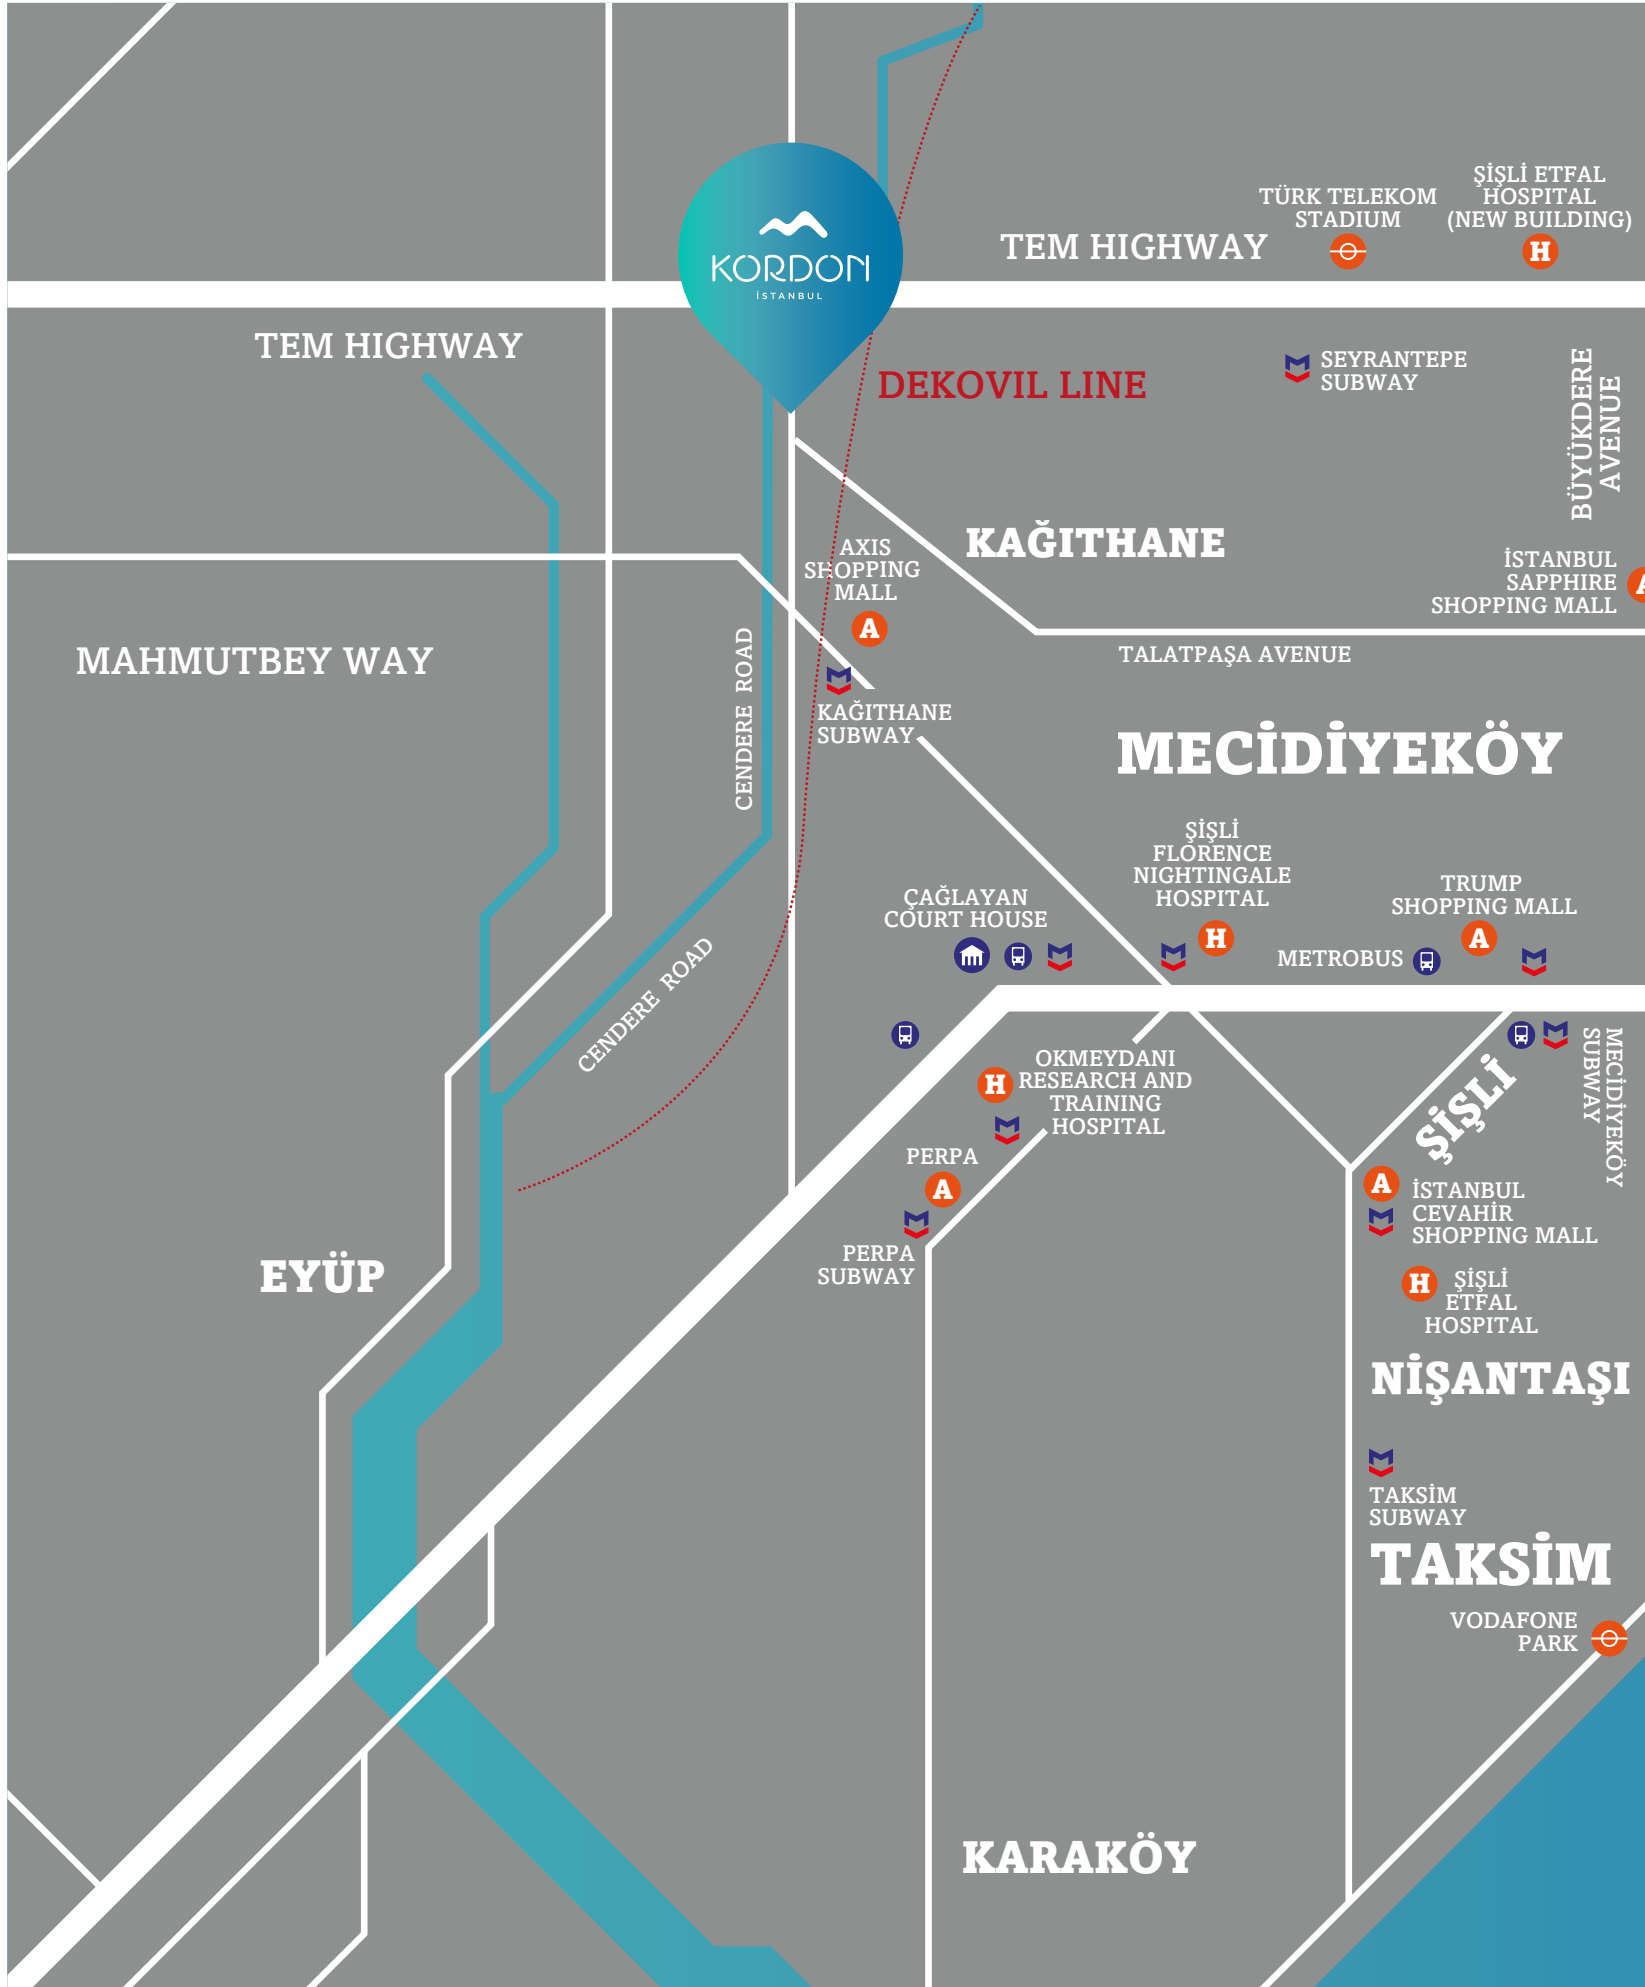 ŞİŞLİ ETFAL
HOSPITAL
(NEW BUILDING)
H
TÜRK TELEKOM
STADIUM
TEM HIGHWAY
KORDON
İSTANBUL
TEM HIGHWAY
DEKOVIL LINE
SEYRANTEPE
SUBWAY
BÜYÜKDERE
AVENUE
KAĞITHANE
AXIS
SHOPPING
MALL
A
İSTANBUL
SAPPHIRE
SHOPPING MALL
A
TALATPAŞA AVENUE
MAHMUTBEY WAY
CENDERE ROAD
KAĞITHANE
SUBWAY
MECİDİYEKÖY
ŞİŞLİ
FLORENCE
NIGHTINGALE
HOSPITAL
H
TRUMP
SHOPPING MALL
A
METROBUS
ÇAĞLAYAN
COURT HOUSE
CENDERE ROAD
OKMEYDANI
RESEARCH AND
TRAINING
HOSPITAL
H
ŞİŞLİ
MECİDİYEKÖY
SUBWAY
PERPA
A
PERPA
SUBWAY
A
İSTANBUL
CEVAHİR
SHOPPING MALL
EYÜP
H
ŞİŞLİ
ETFAL
HOSPITAL
NİŞANTAŞI
TAKSİM
SUBWAY
TAKSİM
VODAFONE
PARK
KARAKÖY